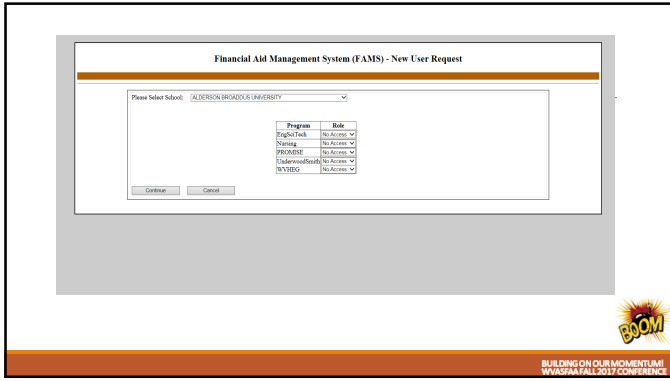 Financial Aid Management System (FAMS) - New User Request
Please Select School: ALDERSON BROADDUS UNIVERSITY
Program Role
EngSciTech No Access
Nursing No Access
PROMISE No Access
UnderwoodSmith No Access
WVHEG No Access
Continue Cancel
BOOM
BUILDING ON OUR MOMENTUM!
WVASFAA FALL 2017 CONFERENCE